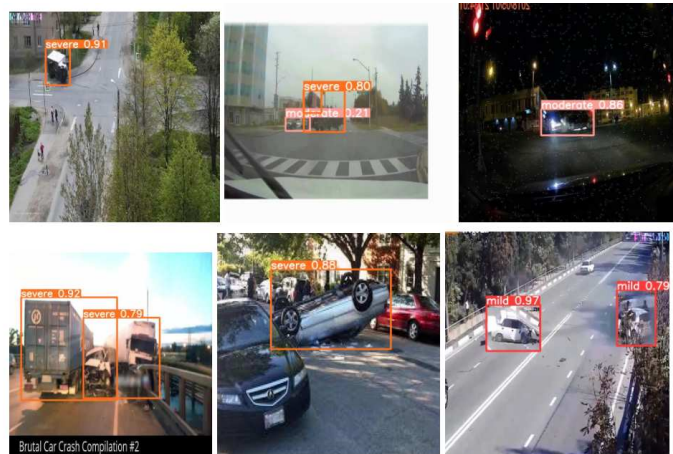 severe 0.91
severe 0.80
moderate 0.21
moderate 0.86
severe 0.92
severe 0.79
Brutal Car Crash Compilation #2
severe 0.88
mild 0.97
mild 0.79